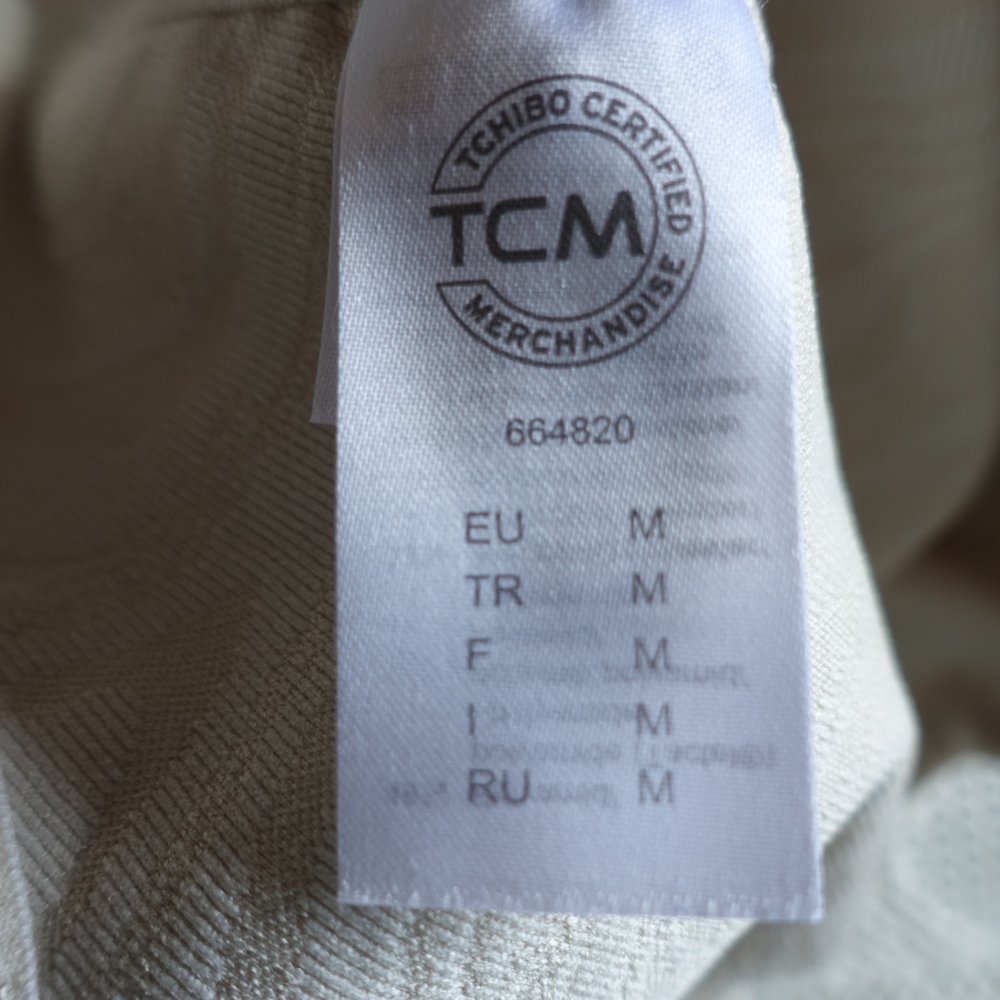 TCHIBO CERTIFIED
TCM
MERCHANDISE
664820
EU M
TR M
F M
I M
RU M